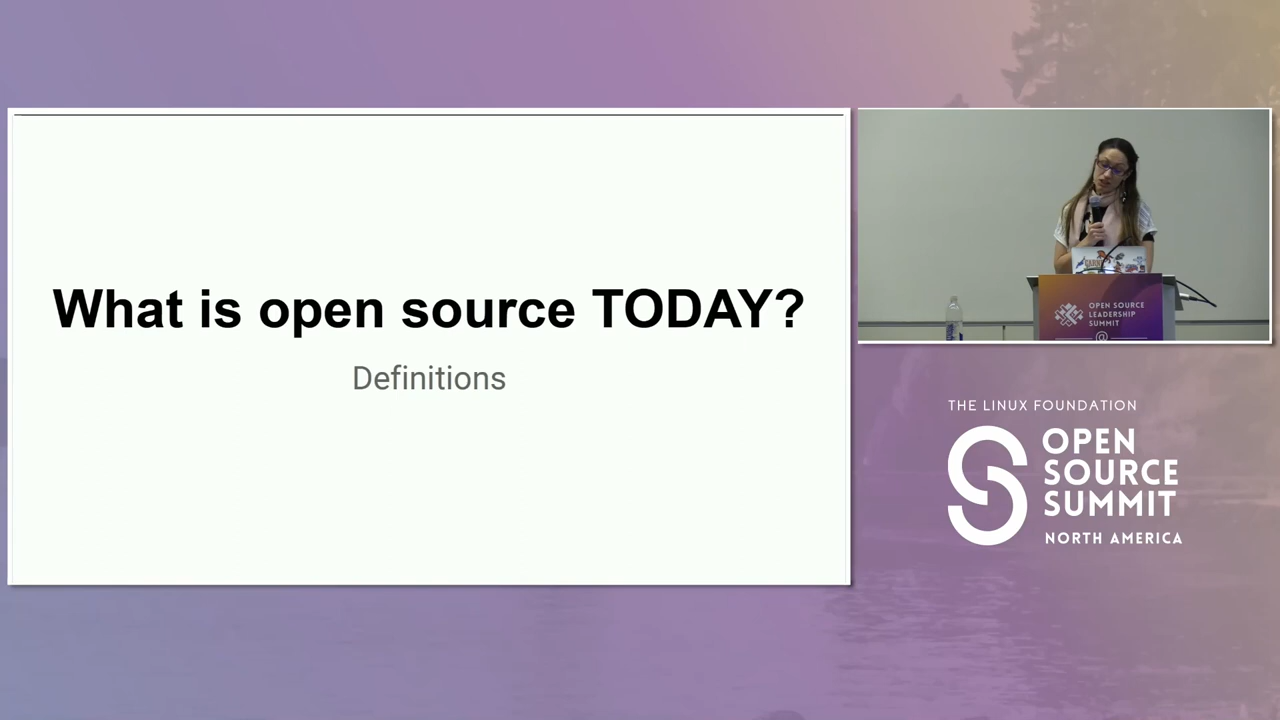 What is open source TODAY?
Definitions
OPEN SOURCE
LEADERSHIP
SUMMIT
@
THE LINUX FOUNDATION
OPEN
SOURCE
SUMMIT
NORTH AMERICA